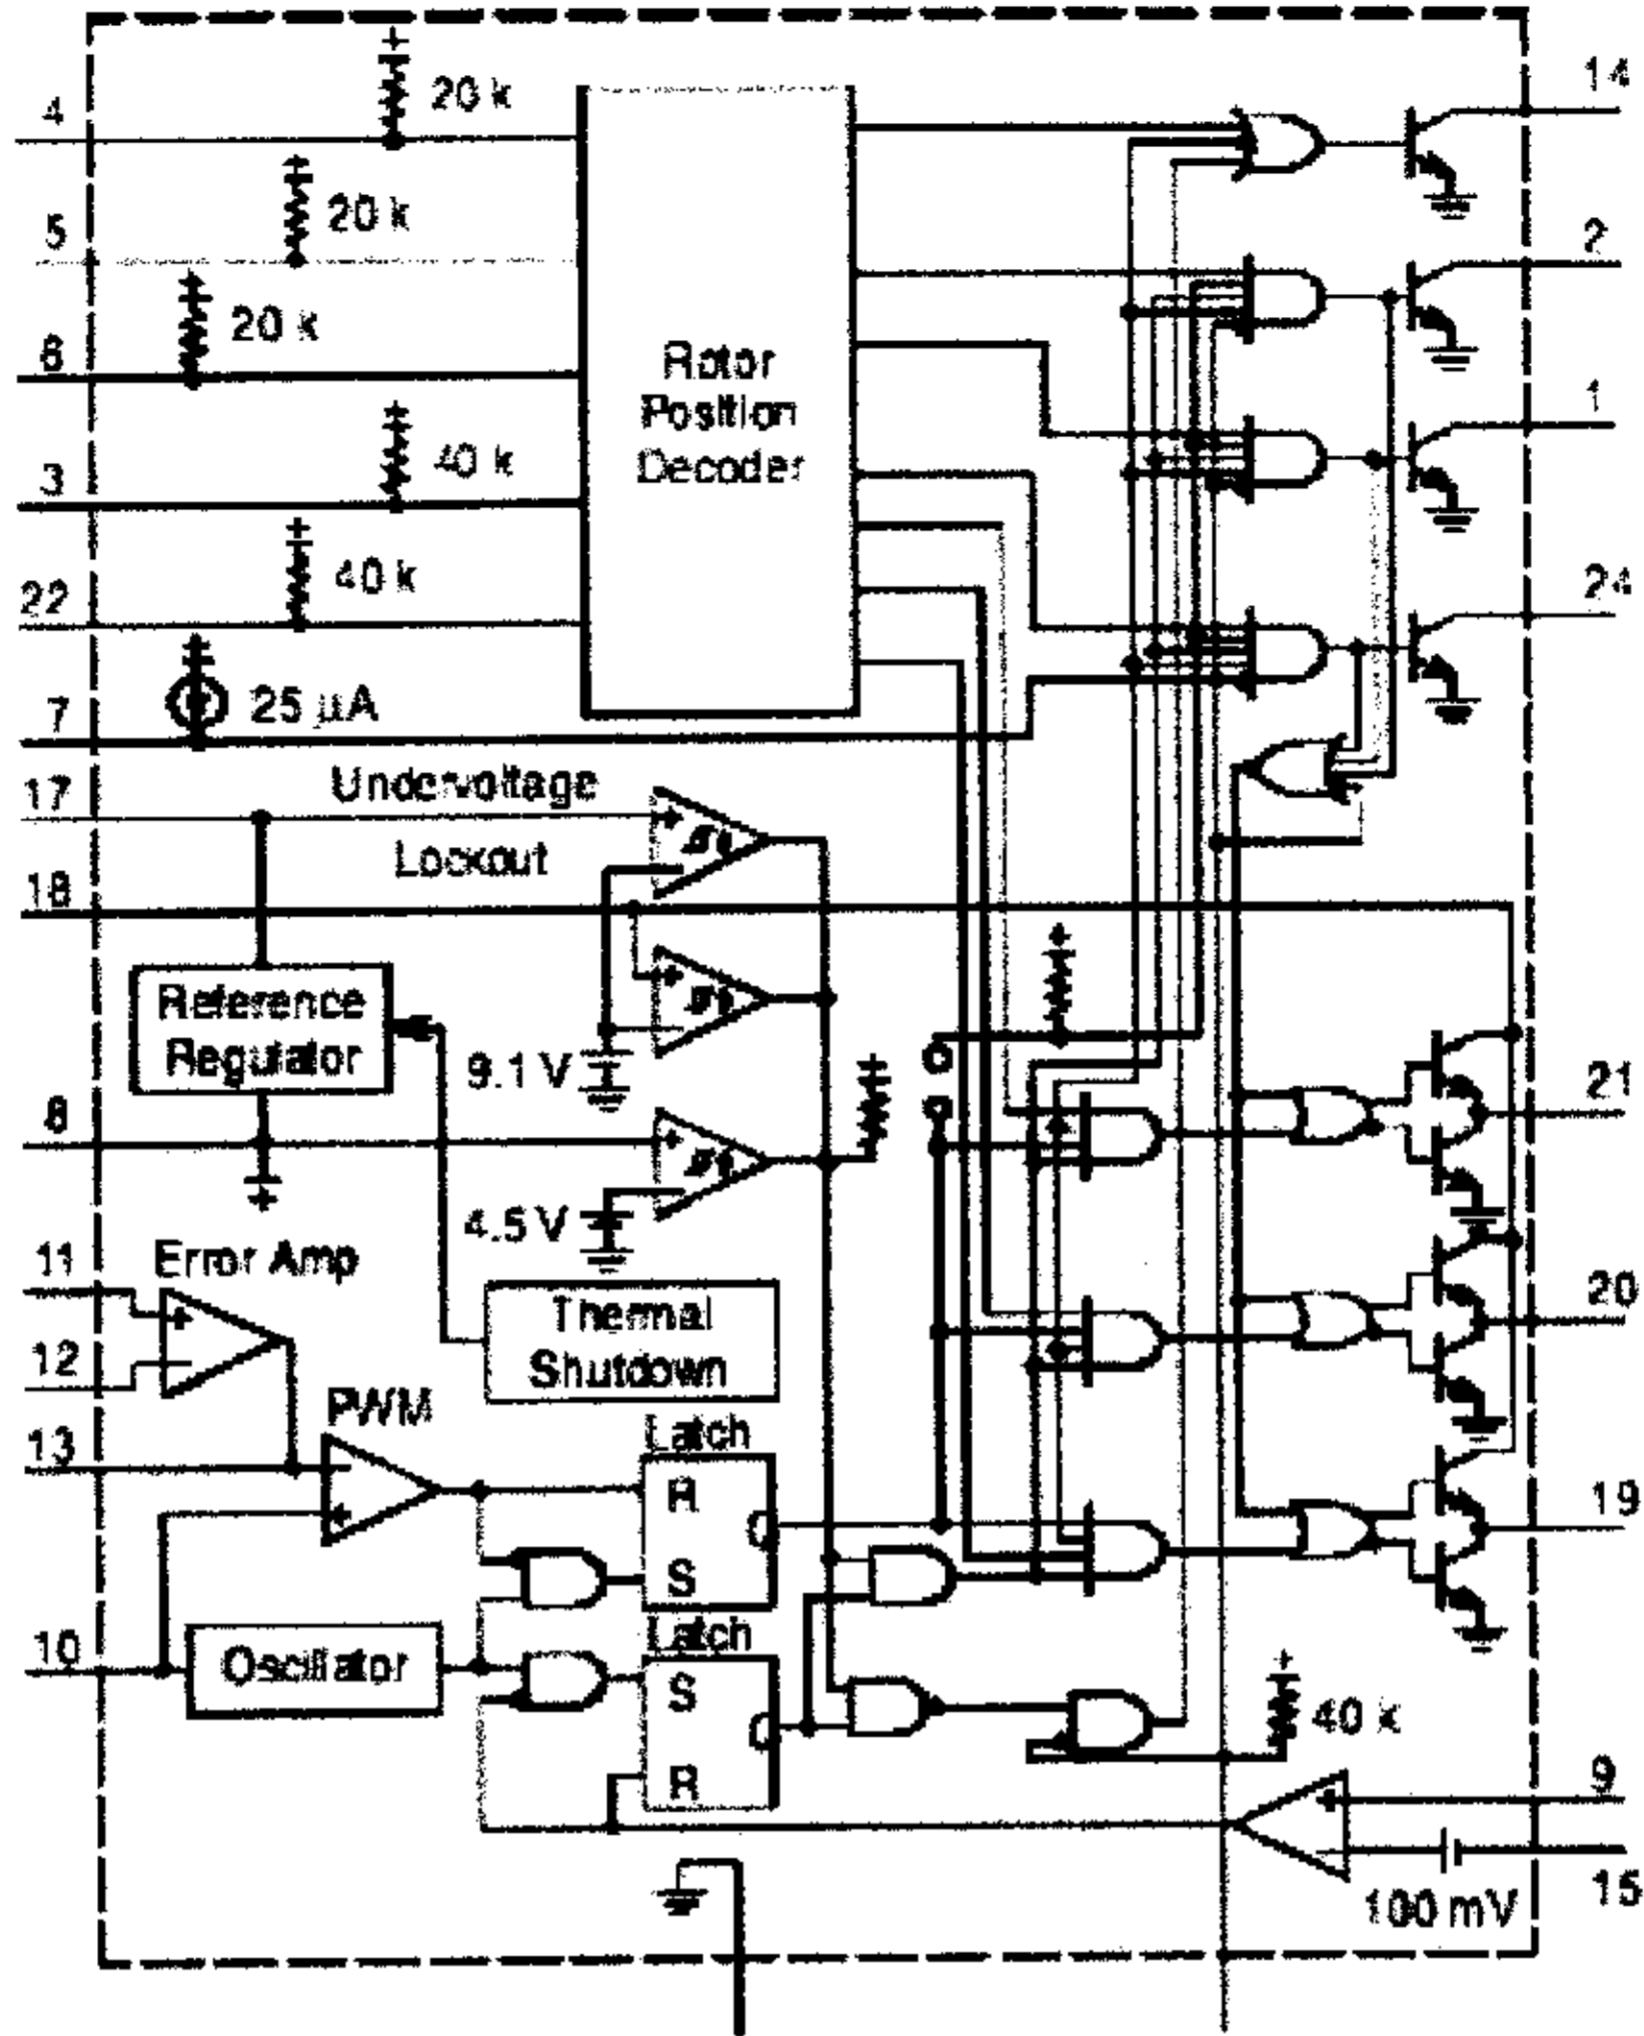 4
20 k
14
5
20 k
2
6
20 k
Rotor
Position
Decoder
1
3
40 k
22
40 k
24
7
25 µA
17
Undervoltage
Lockout
18
Reference
Regulator
9.1 V
21
8
4.5 V
11
Error Amp
Thermal
Shutdown
20
12
PWM
13
Latch
R
Q
S
19
10
Oscillator
Latch
S
Q
R
40 k
9
15
100 mV